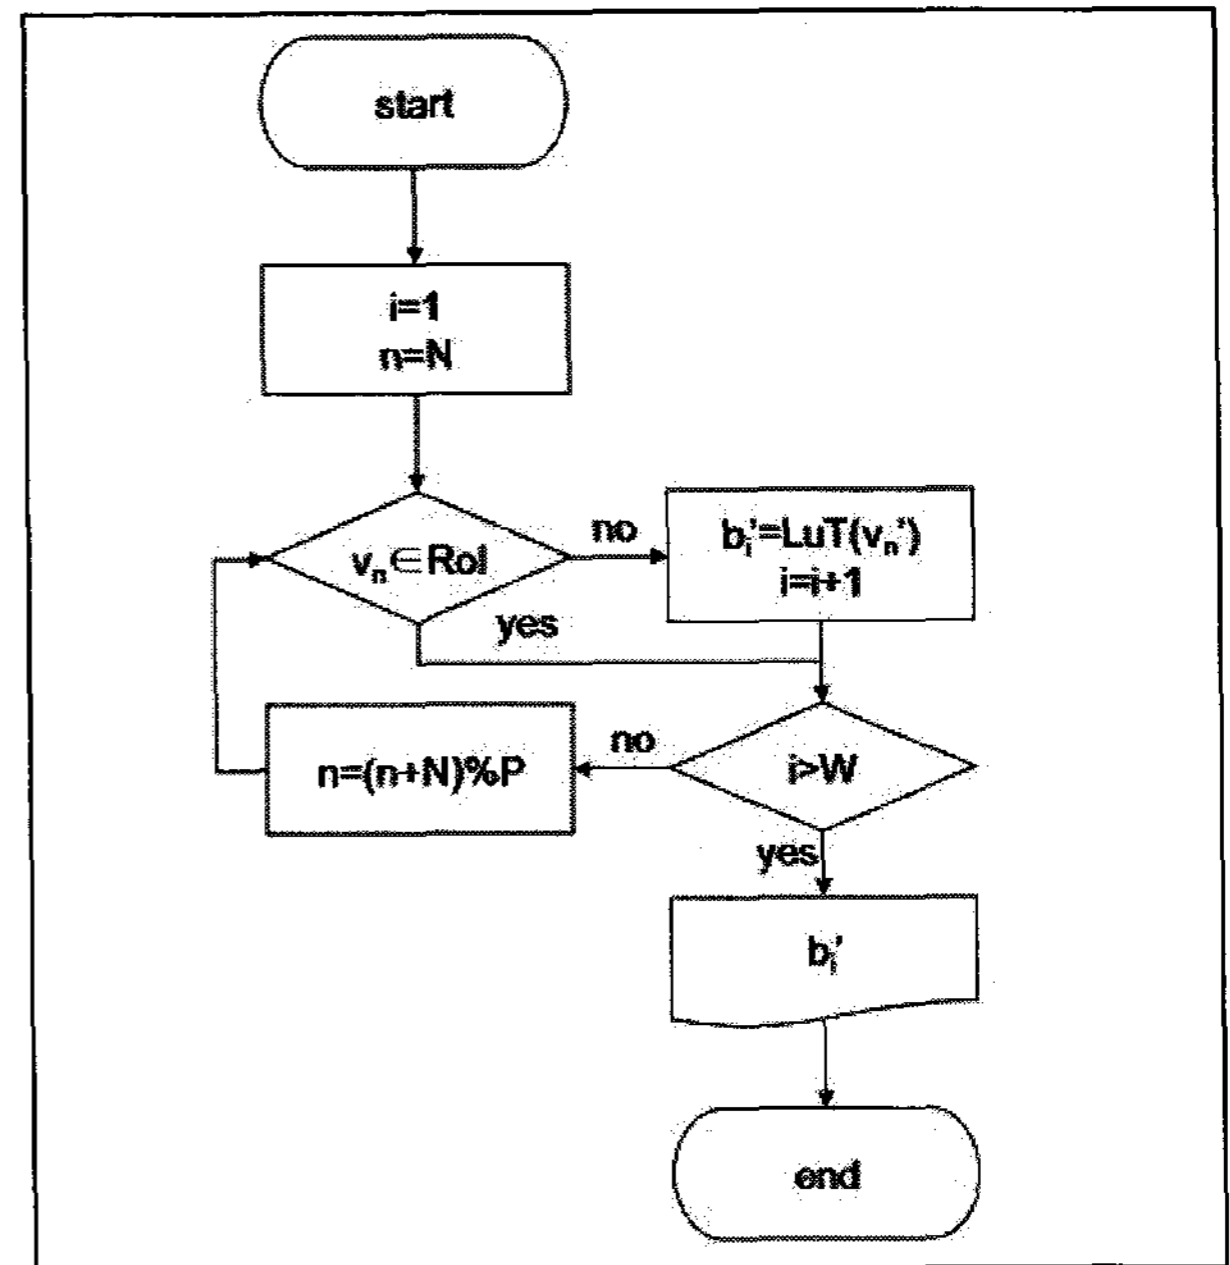 start
i=1
n=N
vₙ∈RoI
no
bᵢ'=LuT(vₙ')
i=i+1
yes
n=(n+N)%P
no
i>W
yes
bᵢ'
end